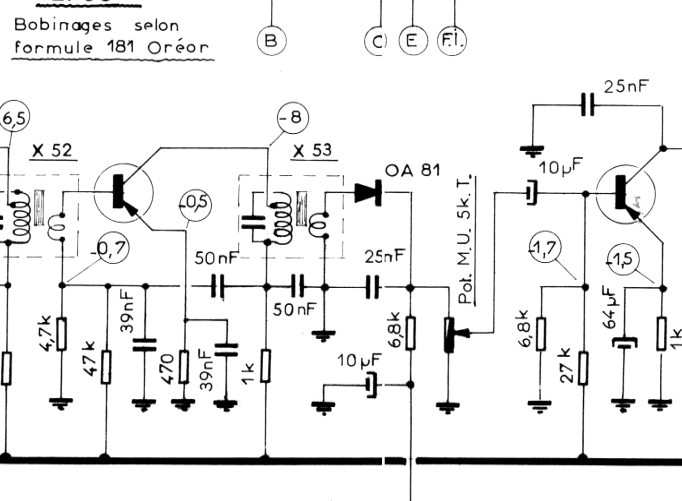 Bobinages selon
formule 181 Oréor
B
C
E
F.I.
25nF
6,5
X 52
-8
X 53
OA 81
10µF
-0,5
Pot. M.U. 5k.T.
-0,7
50nF
25nF
-1,7
-1,5
50nF
4,7k
47k
39nF
470
39nF
1k
10µF
6,8k
6,8k
27k
64µF
1k